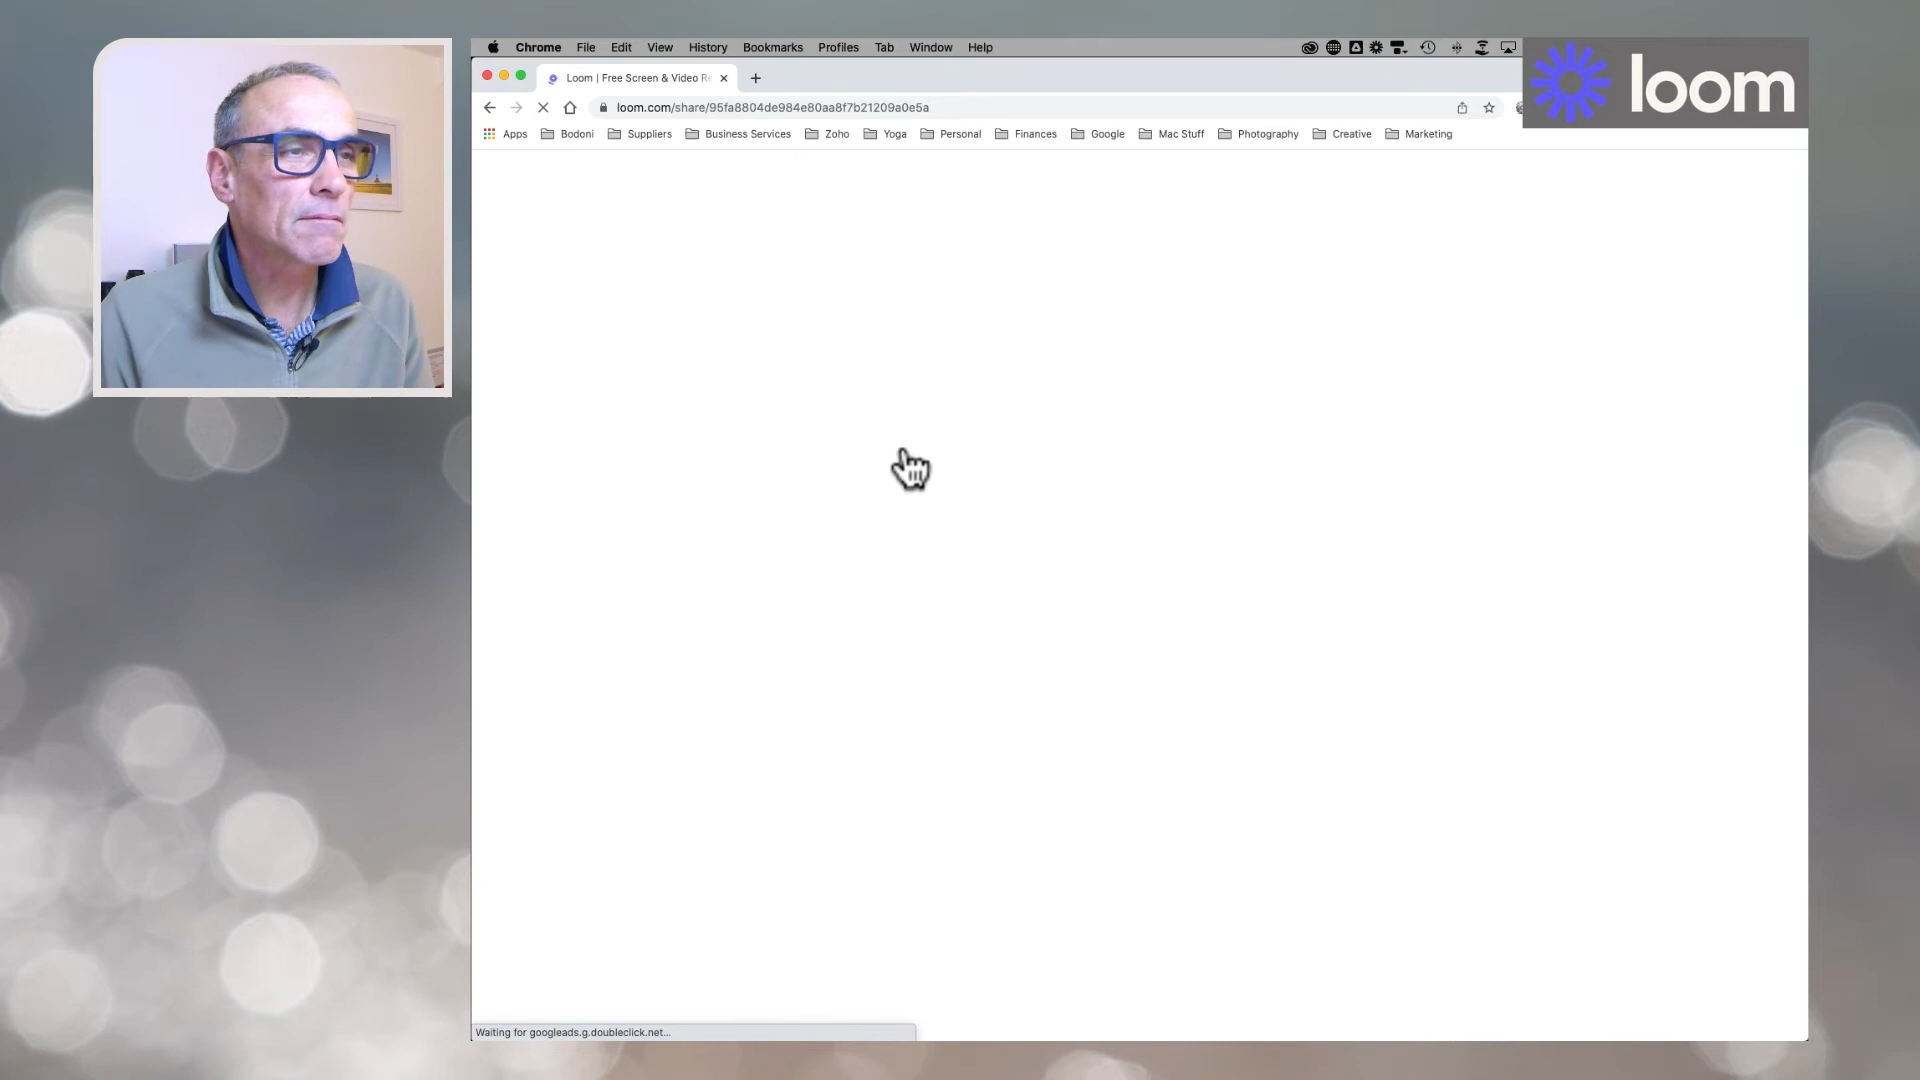 Chrome File Edit View History Bookmarks Profiles Tab Window Help
loom
Loom | Free Screen & Video Re
loom.com/share/95fa8804de984e80aa8f7b21209a0e5a
Apps Bodoni Suppliers Business Services Zoho Yoga Personal Finances Google Mac Stuff Photography Creative Marketing
Waiting for googleads.g.doubleclick.net...